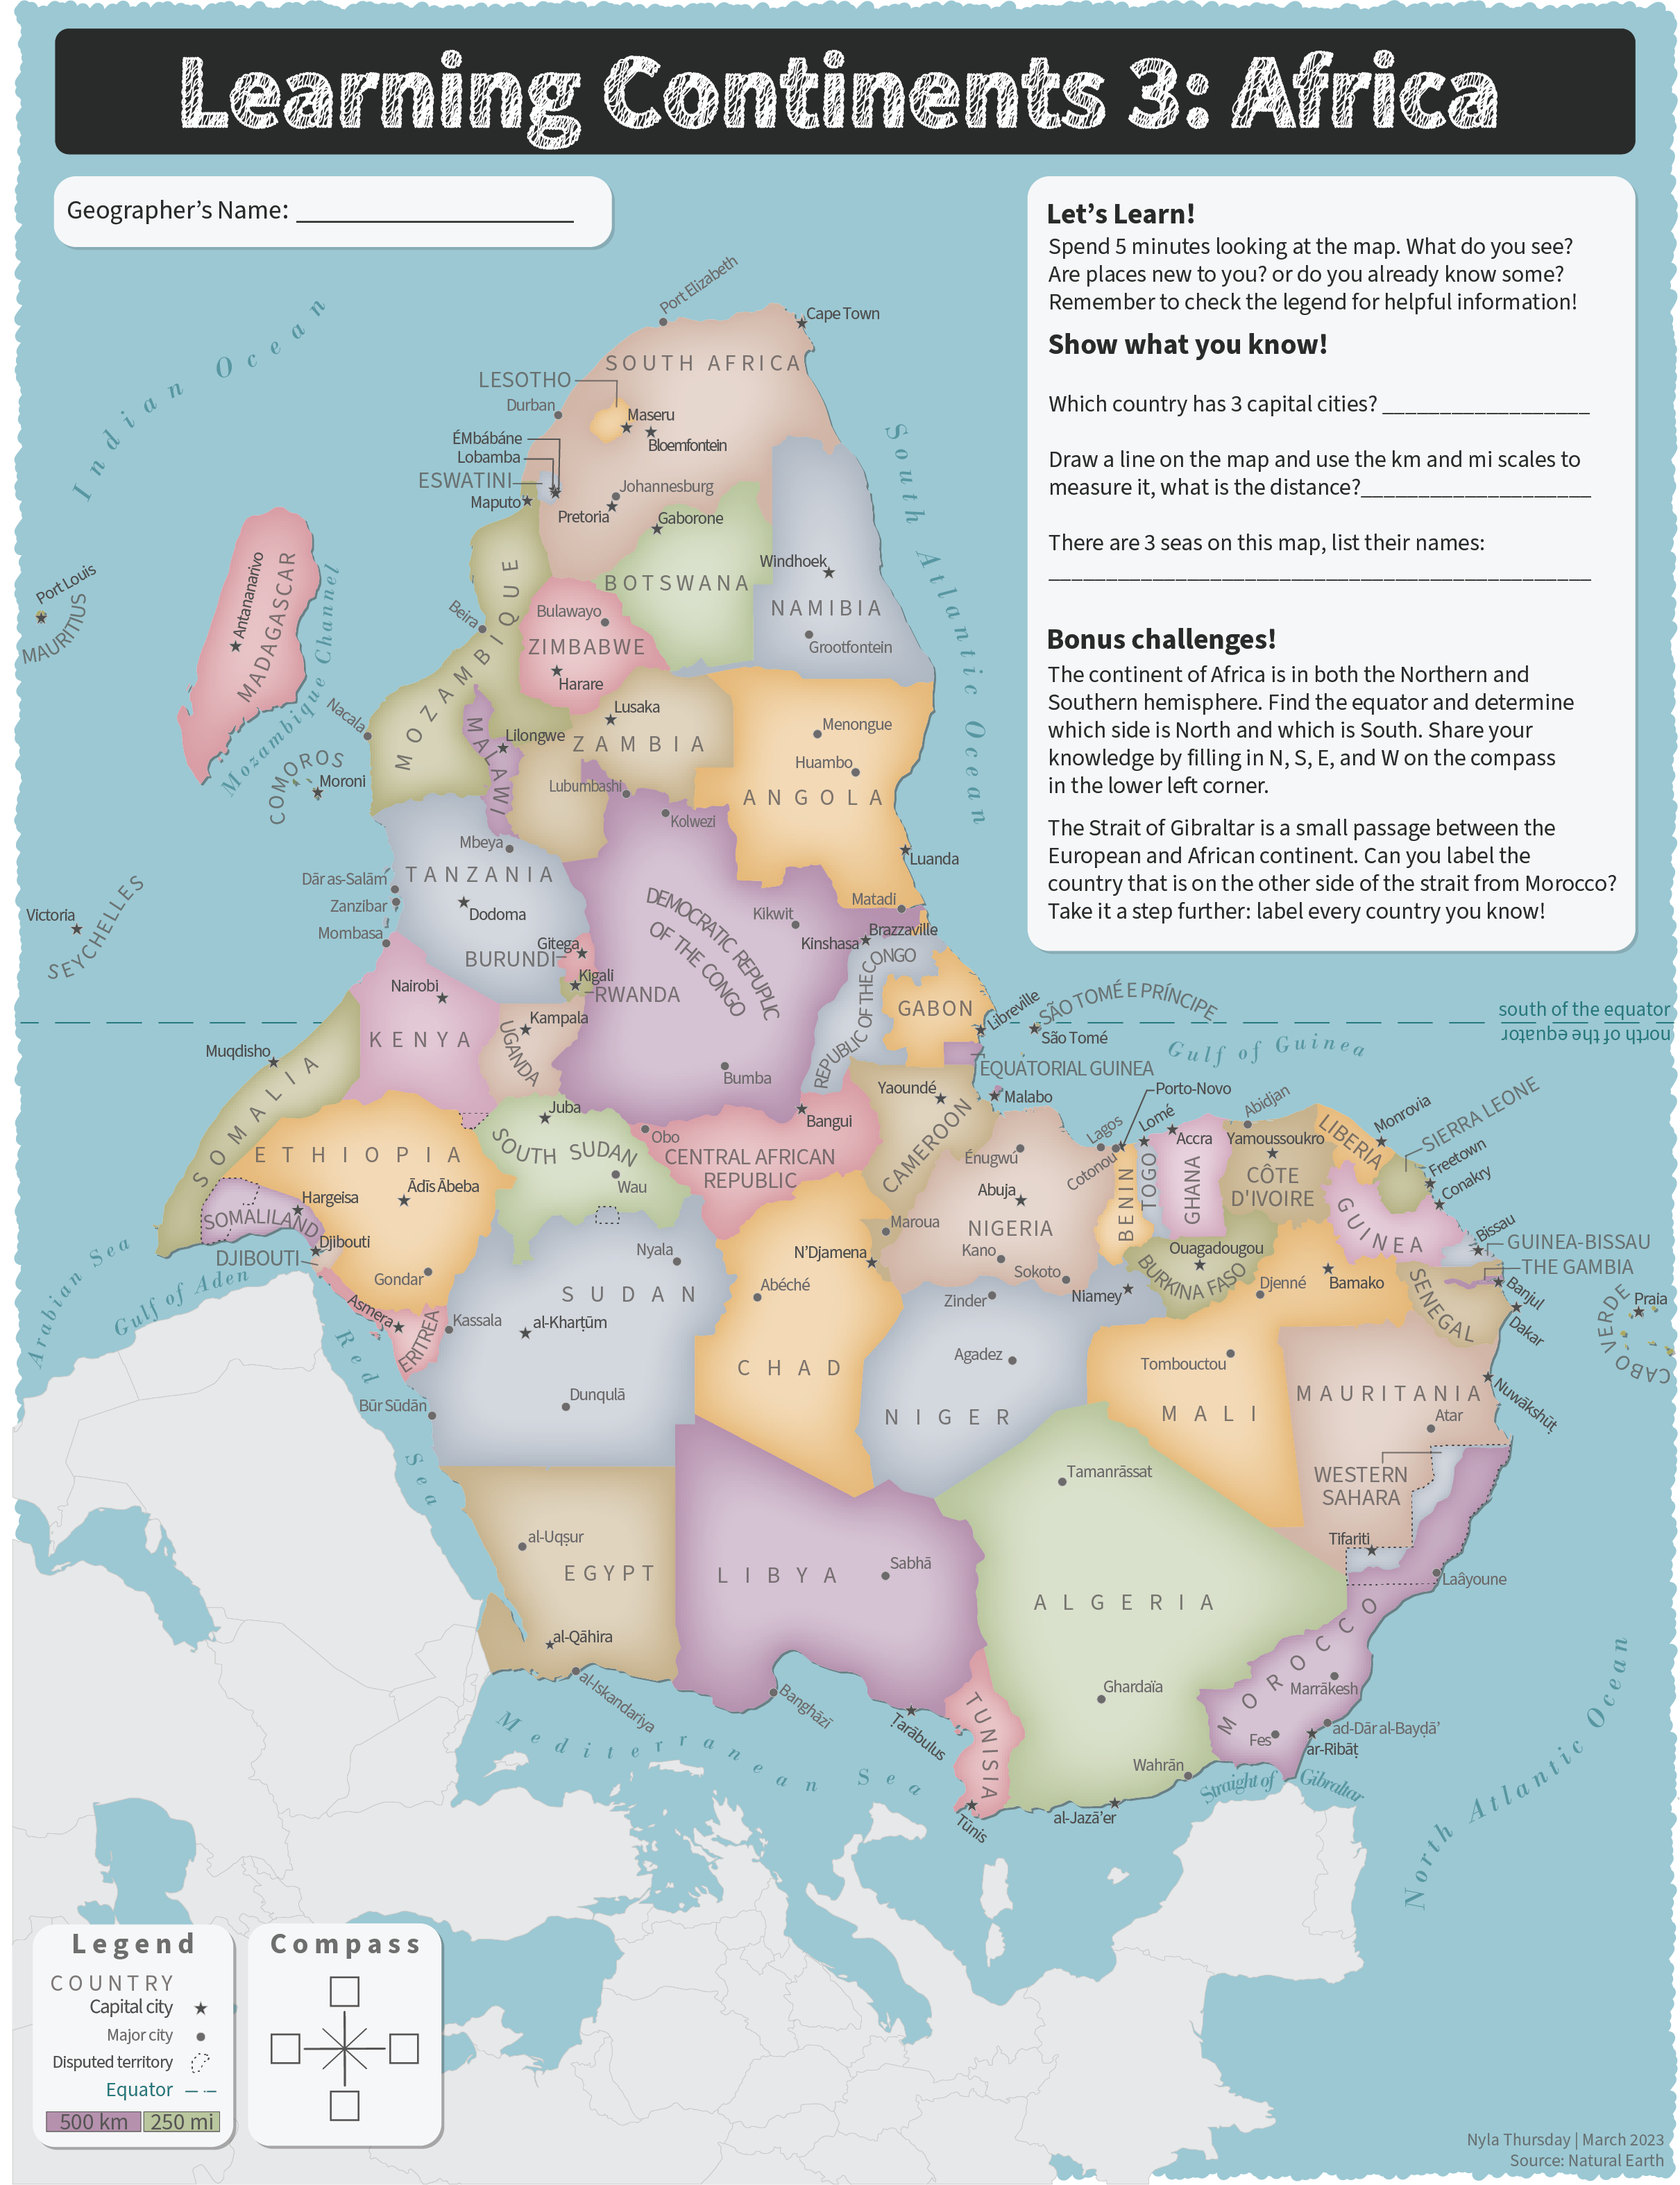 Learning Continents 3: Africa
Geographer's Name: ____________________
Let's Learn!
Spend 5 minutes looking at the map. What do you see?
Are places new to you? or do you already know some?
Remember to check the legend for helpful information!
Show what you know!
Which country has 3 capital cities? __________________
Draw a line on the map and use the km and mi scales to
measure it, what is the distance?____________________
There are 3 seas on this map, list their names:
_______________________________________________
Bonus challenges!
The continent of Africa is in both the Northern and
Southern hemisphere. Find the equator and determine
which side is North and which is South. Share your
knowledge by filling in N, S, E, and W on the compass
in the lower left corner.
The Strait of Gibraltar is a small passage between the
European and African continent. Can you label the
country that is on the other side of the strait from Morocco?
Take it a step further: label every country you know!
Indian Ocean
Port Elizabeth
Cape Town
SOUTH AFRICA
LESOTHO
Durban
Maseru
Bloemfontein
ÉMbábáne
Lobamba
ESWATINI
Maputo
Johannesburg
Pretoria
Gaborone
South Atlantic Ocean
Windhoek
BOTSWANA
NAMIBIA
Grootfontein
Port Louis
MAURITIUS
Antananarivo
MADAGASCAR
Mozambique Channel
Beira
MOZAMBIQUE
Bulawayo
ZIMBABWE
Harare
Nacala
Lusaka
Lilongwe
MALAWI
ZAMBIA
Menongue
Huambo
ANGOLA
COMOROS
Moroni
Lubumbashi
Kolwezi
Mbeya
Luanda
TANZANIA
Dār as-Salām
Zanzibar
Dodoma
Mombasa
Victoria
SEYCHELLES
DEMOCRATIC REPUPLIC
OF THE CONGO
Kikwit
Matadi
Kinshasa
Brazzaville
REPUBLIC OF THE CONGO
Gitega
BURUNDI
Kigali
RWANDA
Nairobi
KENYA
Kampala
UGANDA
GABON
Libreville
SÃO TOMÉ E PRÍNCIPE
São Tomé
south of the equator
north of the equator
Gulf of Guinea
EQUATORIAL GUINEA
Malabo
Muqdisho
SOMALIA
Bumba
Yaoundé
CAMEROON
Juba
SOUTH SUDAN
Wau
Obo
Bangui
CENTRAL AFRICAN
REPUBLIC
ETHIOPIA
Ādīs Ābeba
Hargeisa
SOMALILAND
Djibouti
DJIBOUTI
Gondar
Asmera
ERITREA
Kassala
Porto-Novo
Lagos
Cotonou
Lomé
Accra
Abidjan
Yamoussoukro
Monrovia
LIBERIA
SIERRA LEONE
Freetown
Conakry
Énugwú
Abuja
NIGERIA
Kano
Sokoto
BENIN
TOGO
GHANA
CÔTE
D'IVOIRE
GUINEA
Bissau
GUINEA-BISSAU
THE GAMBIA
Banjul
Dakar
SENEGAL
Praia
CABO VERDE
Maroua
N'Djamena
Abéché
CHAD
Nyala
SUDAN
al-Kharṭūm
Dunqulā
Būr Sūdān
Zinder
Niamey
Agadez
NIGER
Ouagadougou
BURKINA FASO
Djenné
Bamako
Tombouctou
MALI
MAURITANIA
Atar
Nuwākshūṭ
WESTERN
SAHARA
Tifariti
Laâyoune
Arabian Sea
Gulf of Aden
Red Sea
al-Uqṣur
EGYPT
al-Qāhira
al-Iskandariya
LIBYA
Sabhā
Banghāzī
Ṭarābulus
Tamanrāssat
ALGERIA
Ghardaïa
Wahrān
al-Jazā'er
TUNISIA
Tūnis
MOROCCO
Marrākesh
Fes
ad-Dār al-Bayḍā'
ar-Ribāṭ
Straight of Gibraltar
Mediterranean Sea
North Atlantic Ocean
Legend
COUNTRY
Capital city
Major city
Disputed territory
Equator
500 km 250 mi
Compass
Nyla Thursday | March 2023
Source: Natural Earth